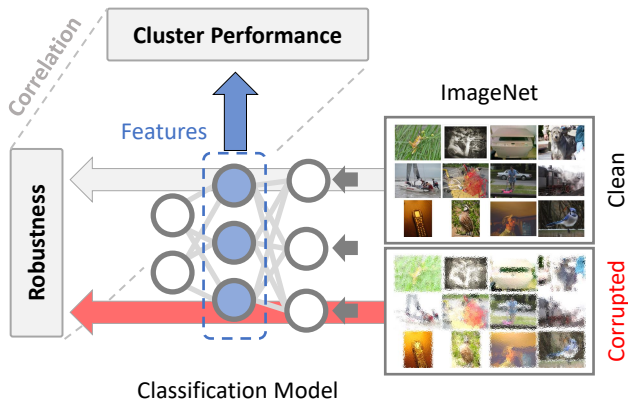 Cluster Performance
Correlation
ImageNet
Features
Clean
Robustness
Corrupted
Classification Model